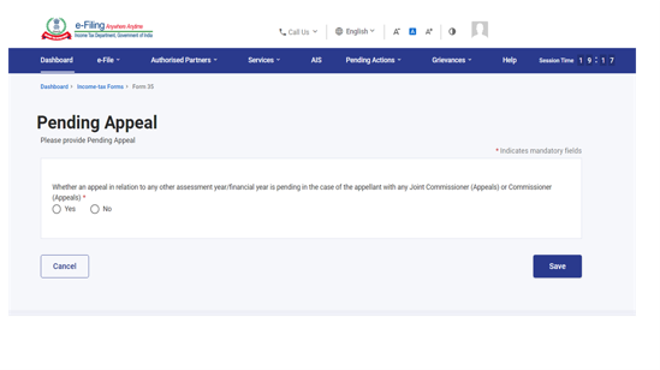 e-Filing Anywhere Anytime
Income Tax Department, Government of India
Call Us
English
A-
A
A+
Dashboard
e-File
Authorised Partners
Services
AIS
Pending Actions
Grievances
Help
Session Time 1 9 : 1 7
Dashboard › Income-tax Forms › Form 35
Pending Appeal
Please provide Pending Appeal
* Indicates mandatory fields
Whether an appeal in relation to any other assessment year/financial year is pending in the case of the appellant with any Joint Commissioner (Appeals) or Commissioner
(Appeals) *
Yes
No
Cancel
Save